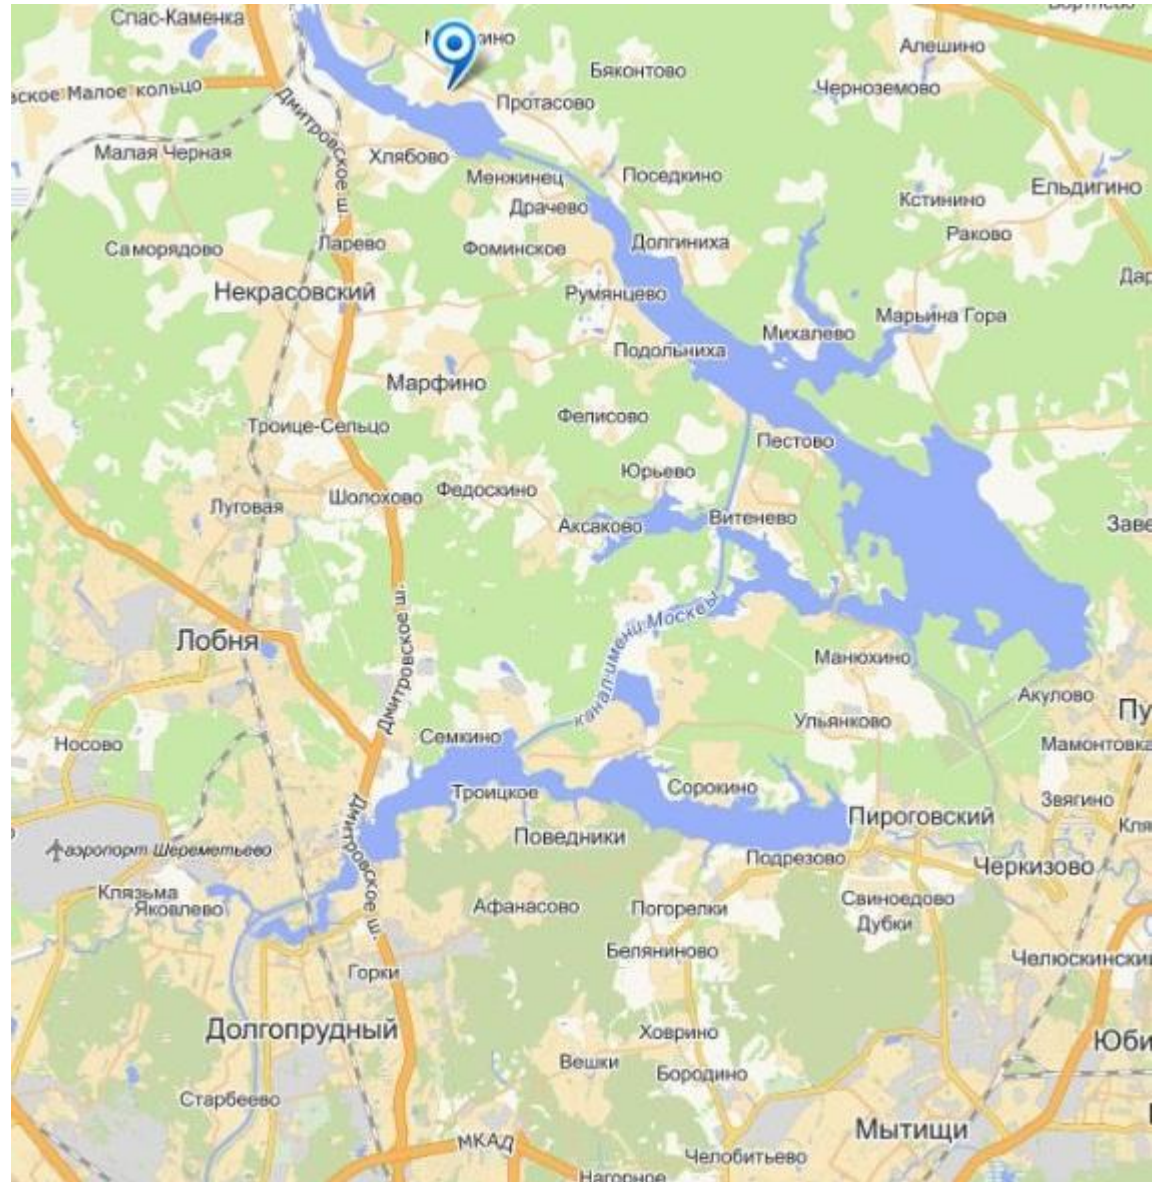 Спас-Каменка
Бяконтово
Алешино
Черноземово
Протасово
вское Малое кольцо
Дмитровское ш.
Малая Черная
Хлябово
Менжинец
Поседкино
Ельдигино
Кстинино
Драчево
Раково
Саморядово
Ларево
Фоминское
Долгиниха
Дар
Некрасовский
Румянцево
Марьина Гора
Михалево
Подольниха
Марфино
Фелисово
Троице-Сельцо
Пестово
Юрьево
Федоскино
Шолохово
Луговая
Витенево
Аксаково
Заве
Дмитровское ш.
канал имени Москвы
Лобня
Манюхино
Акулово
Пу
Ульянково
Семкино
Носово
Мамонтовка
Сорокино
Троицкое
Звягино
Пироговский
Кля
Дмитровское ш.
Поведники
аэропорт Шереметьево
Подрезово
Черкизово
Клязьма
Яковлево
Афанасово
Погорелки
Свиноедово
Дубки
Беляниново
Челюскинский
Горки
Долгопрудный
Ховрино
Юби
Вешки
Бородино
Старбеево
Мытищи
МКАД
Челобитьево
Нагорное